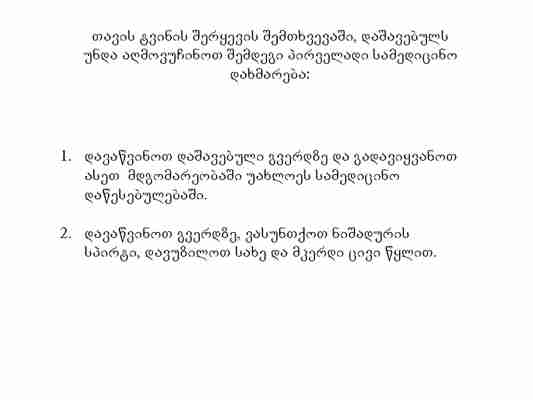 თავის ტვინის შერყევის შემთხვევაში, დაშავებულს
უნდა აღმოვუჩინოთ შემდეგი პირველადი სამედიცინო
დახმარება:
1. დავაწვინოთ დაშავებული გვერდზე და გადავიყვანოთ
ასეთ მდგომარეობაში უახლოეს სამედიცინო
დაწესებულებაში.
2. დავაწვინოთ გვერდზე, ვასუნთქოთ ნიშადურის
სპირტი, დავუზილოთ სახე და მკერდი ცივი წყლით.